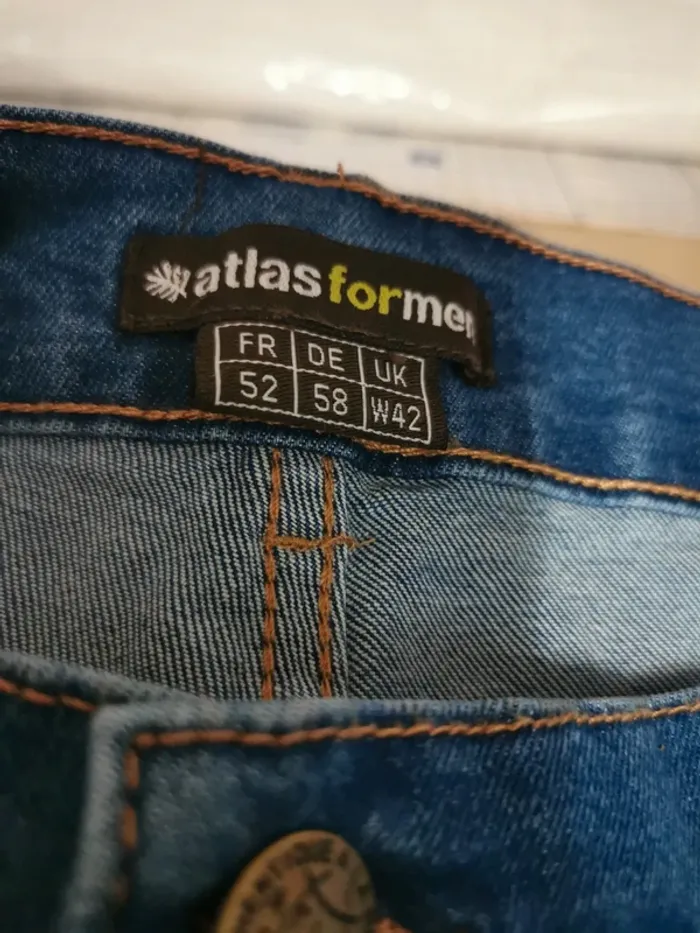 atlasformen
FR DE UK
52 58 W42